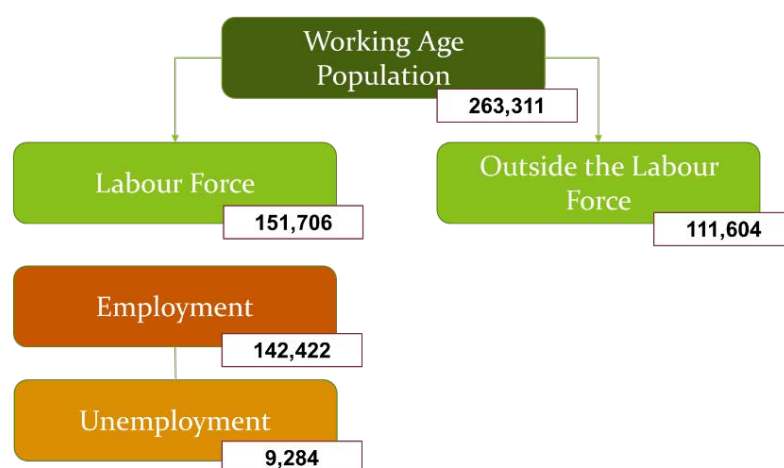 Working Age
Population
263,311
Labour Force
151,706
Outside the Labour
Force
111,604
Employment
142,422
Unemployment
9,284